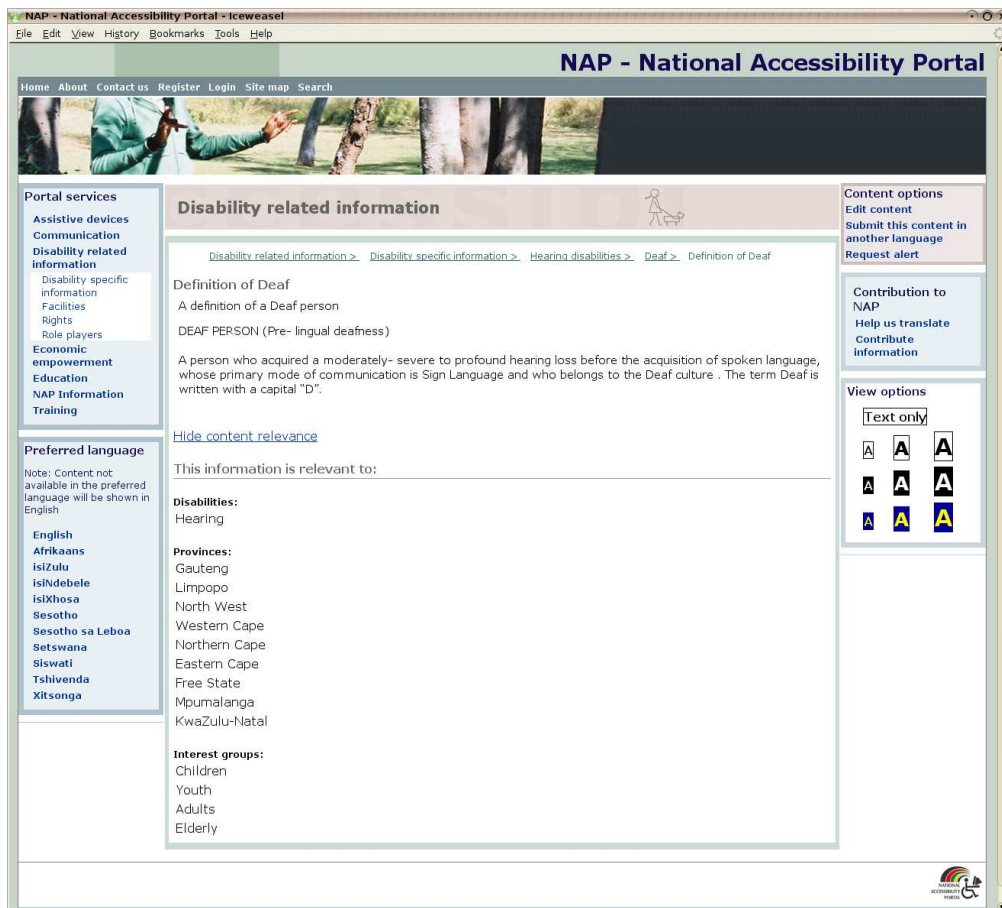 NAP - National Accessibility Portal - Iceweasel
File Edit View History Bookmarks Tools Help
NAP - National Accessibility Portal
Home About Contact us Register Login Site map Search
Portal services
Assistive devices
Communication
Disability related
information
Disability specific
information
Facilities
Rights
Role players
Economic
empowerment
Education
NAP Information
Training
Preferred language
Note: Content not
available in the preferred
language will be shown in
English
English
Afrikaans
isiZulu
isiNdebele
isiXhosa
Sesotho
Sesotho sa Leboa
Setswana
Siswati
Tshivenda
Xitsonga
Disability related information
Disability related information > Disability specific information > Hearing disabilities > Deaf > Definition of Deaf
Definition of Deaf
A definition of a Deaf person
DEAF PERSON (Pre- lingual deafness)
A person who acquired a moderately- severe to profound hearing loss before the acquisition of spoken language,
whose primary mode of communication is Sign Language and who belongs to the Deaf culture . The term Deaf is
written with a capital “D”.
Hide content relevance
This information is relevant to:
Disabilities:
Hearing
Provinces:
Gauteng
Limpopo
North West
Western Cape
Northern Cape
Eastern Cape
Free State
Mpumalanga
KwaZulu-Natal
Interest groups:
Children
Youth
Adults
Elderly
Content options
Edit content
Submit this content in
another language
Request alert
Contribution to
NAP
Help us translate
Contribute
information
View options
Text only
A A A
A A A
A A A
NATIONAL
ACCESSIBILITY
PORTAL